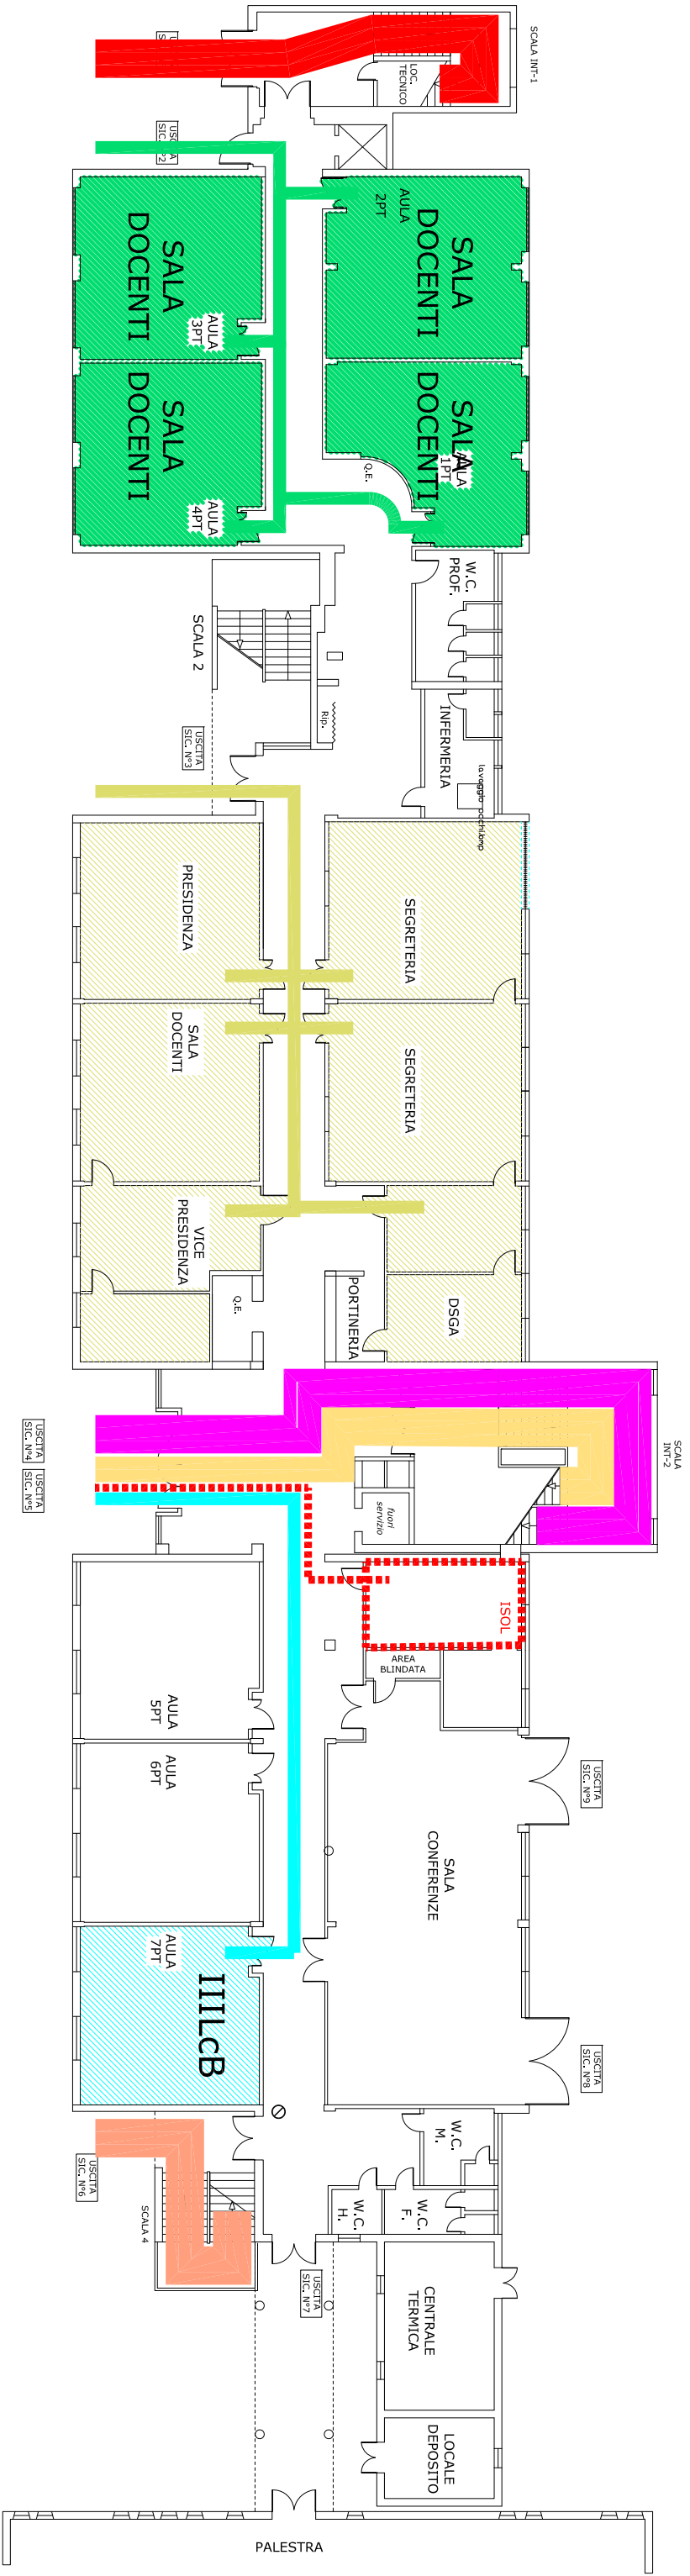 SCALA INT-1
LOC.
TECNICO
USCITA
SIC. N°2
AULA
2PT
SALA
DOCENTI
SALA
DOCENTI
AULA
3PT
SALA
DOCENTI
AULA
1PT
Q.E.
SALA
DOCENTI
AULA
4PT
W.C.
PROF.
SCALA 2
Rip.
INFERMERIA
lavaggio occhi.bmp
USCITA
SIC. N°3
PRESIDENZA
SEGRETERIA
SALA
DOCENTI
SEGRETERIA
VICE
PRESIDENZA
Q.E.
PORTINERIA
DSGA
USCITA
SIC. N°4
USCITA
SIC. N°5
SCALA
INT-2
fuori
servizio
ISOL
AREA
BLINDATA
AULA
5PT
AULA
6PT
USCITA
SIC. N°9
SALA
CONFERENZE
AULA
7PT
IIILcB
USCITA
SIC. N°8
W.C.
M.
W.C.
F.
W.C.
H.
USCITA
SIC. N°6
SCALA 4
USCITA
SIC. N°7
CENTRALE
TERMICA
LOCALE
DEPOSITO
PALESTRA